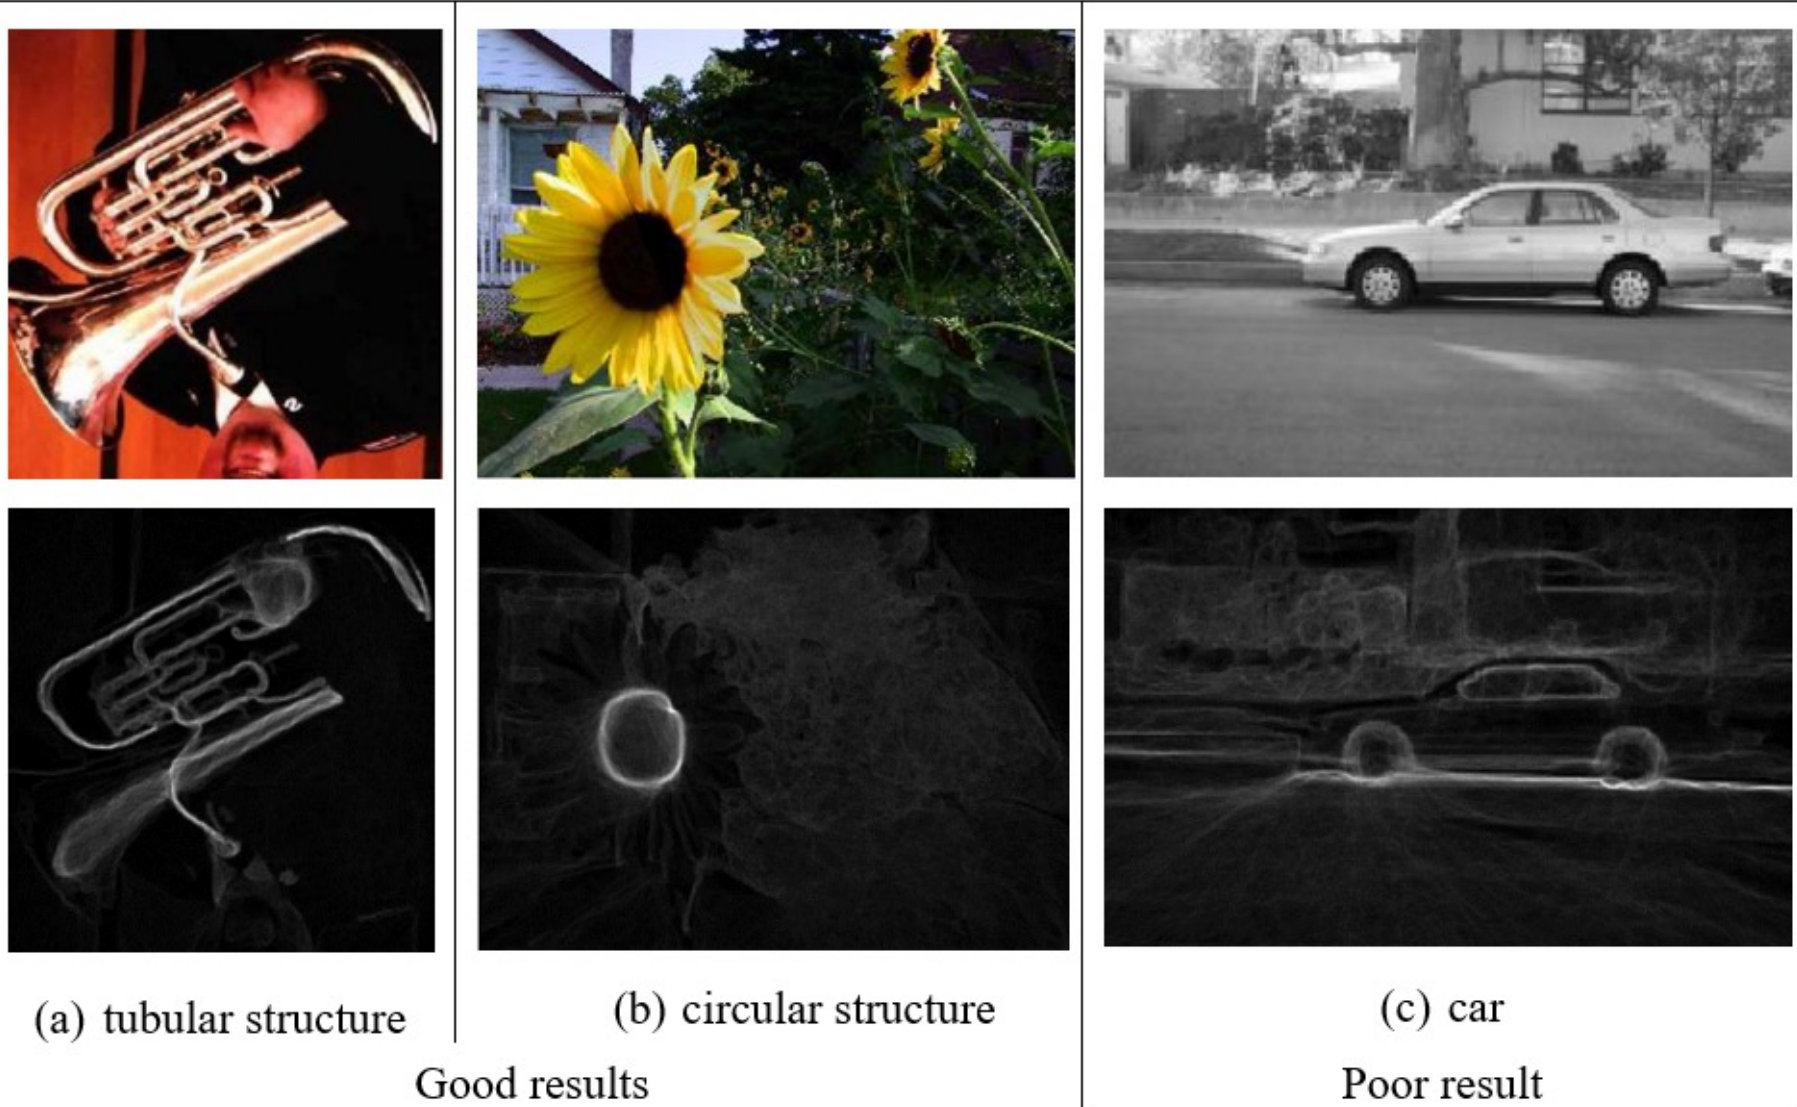 (a) tubular structure
(b) circular structure
(c) car
Good results
Poor result